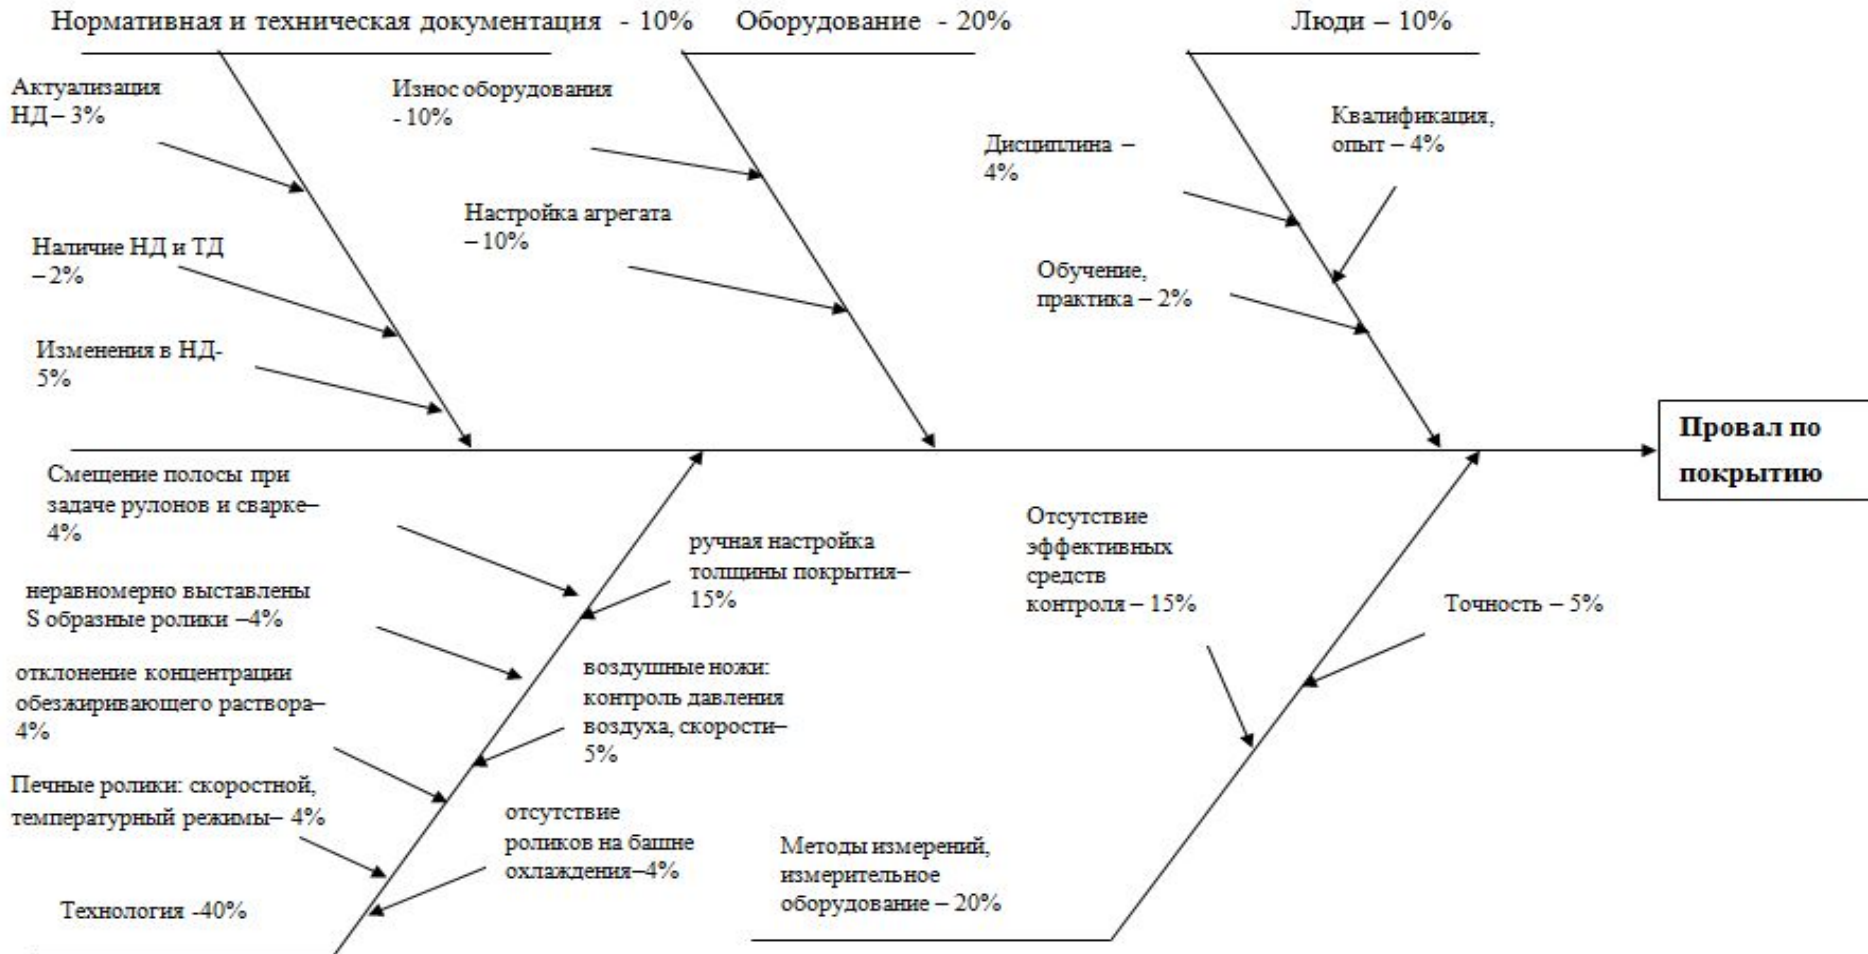 Нормативная и техническая документация - 10%
Оборудование - 20%
Люди – 10%
Актуализация
НД – 3%
Износ оборудования
- 10%
Квалификация,
опыт – 4%
Дисциплина –
4%
Настройка агрегата
– 10%
Наличие НД и ТД
–2%
Обучение,
практика – 2%
Изменения в НД-
5%
Провал по
покрытию
Смещение полосы при
задаче рулонов и сварке–
4%
ручная настройка
толщины покрытия–
15%
Отсутствие
эффективных
средств
контроля – 15%
Точность – 5%
неравномерно выставлены
S образные ролики –4%
отклонение концентрации
обезжиривающего раствора–
4%
воздушные ножи:
контроль давления
воздуха, скорости–
5%
Печные ролики: скоростной,
температурный режимы– 4%
отсутствие
роликов на башне
охлаждения–4%
Методы измерений,
измерительное
оборудование – 20%
Технология -40%